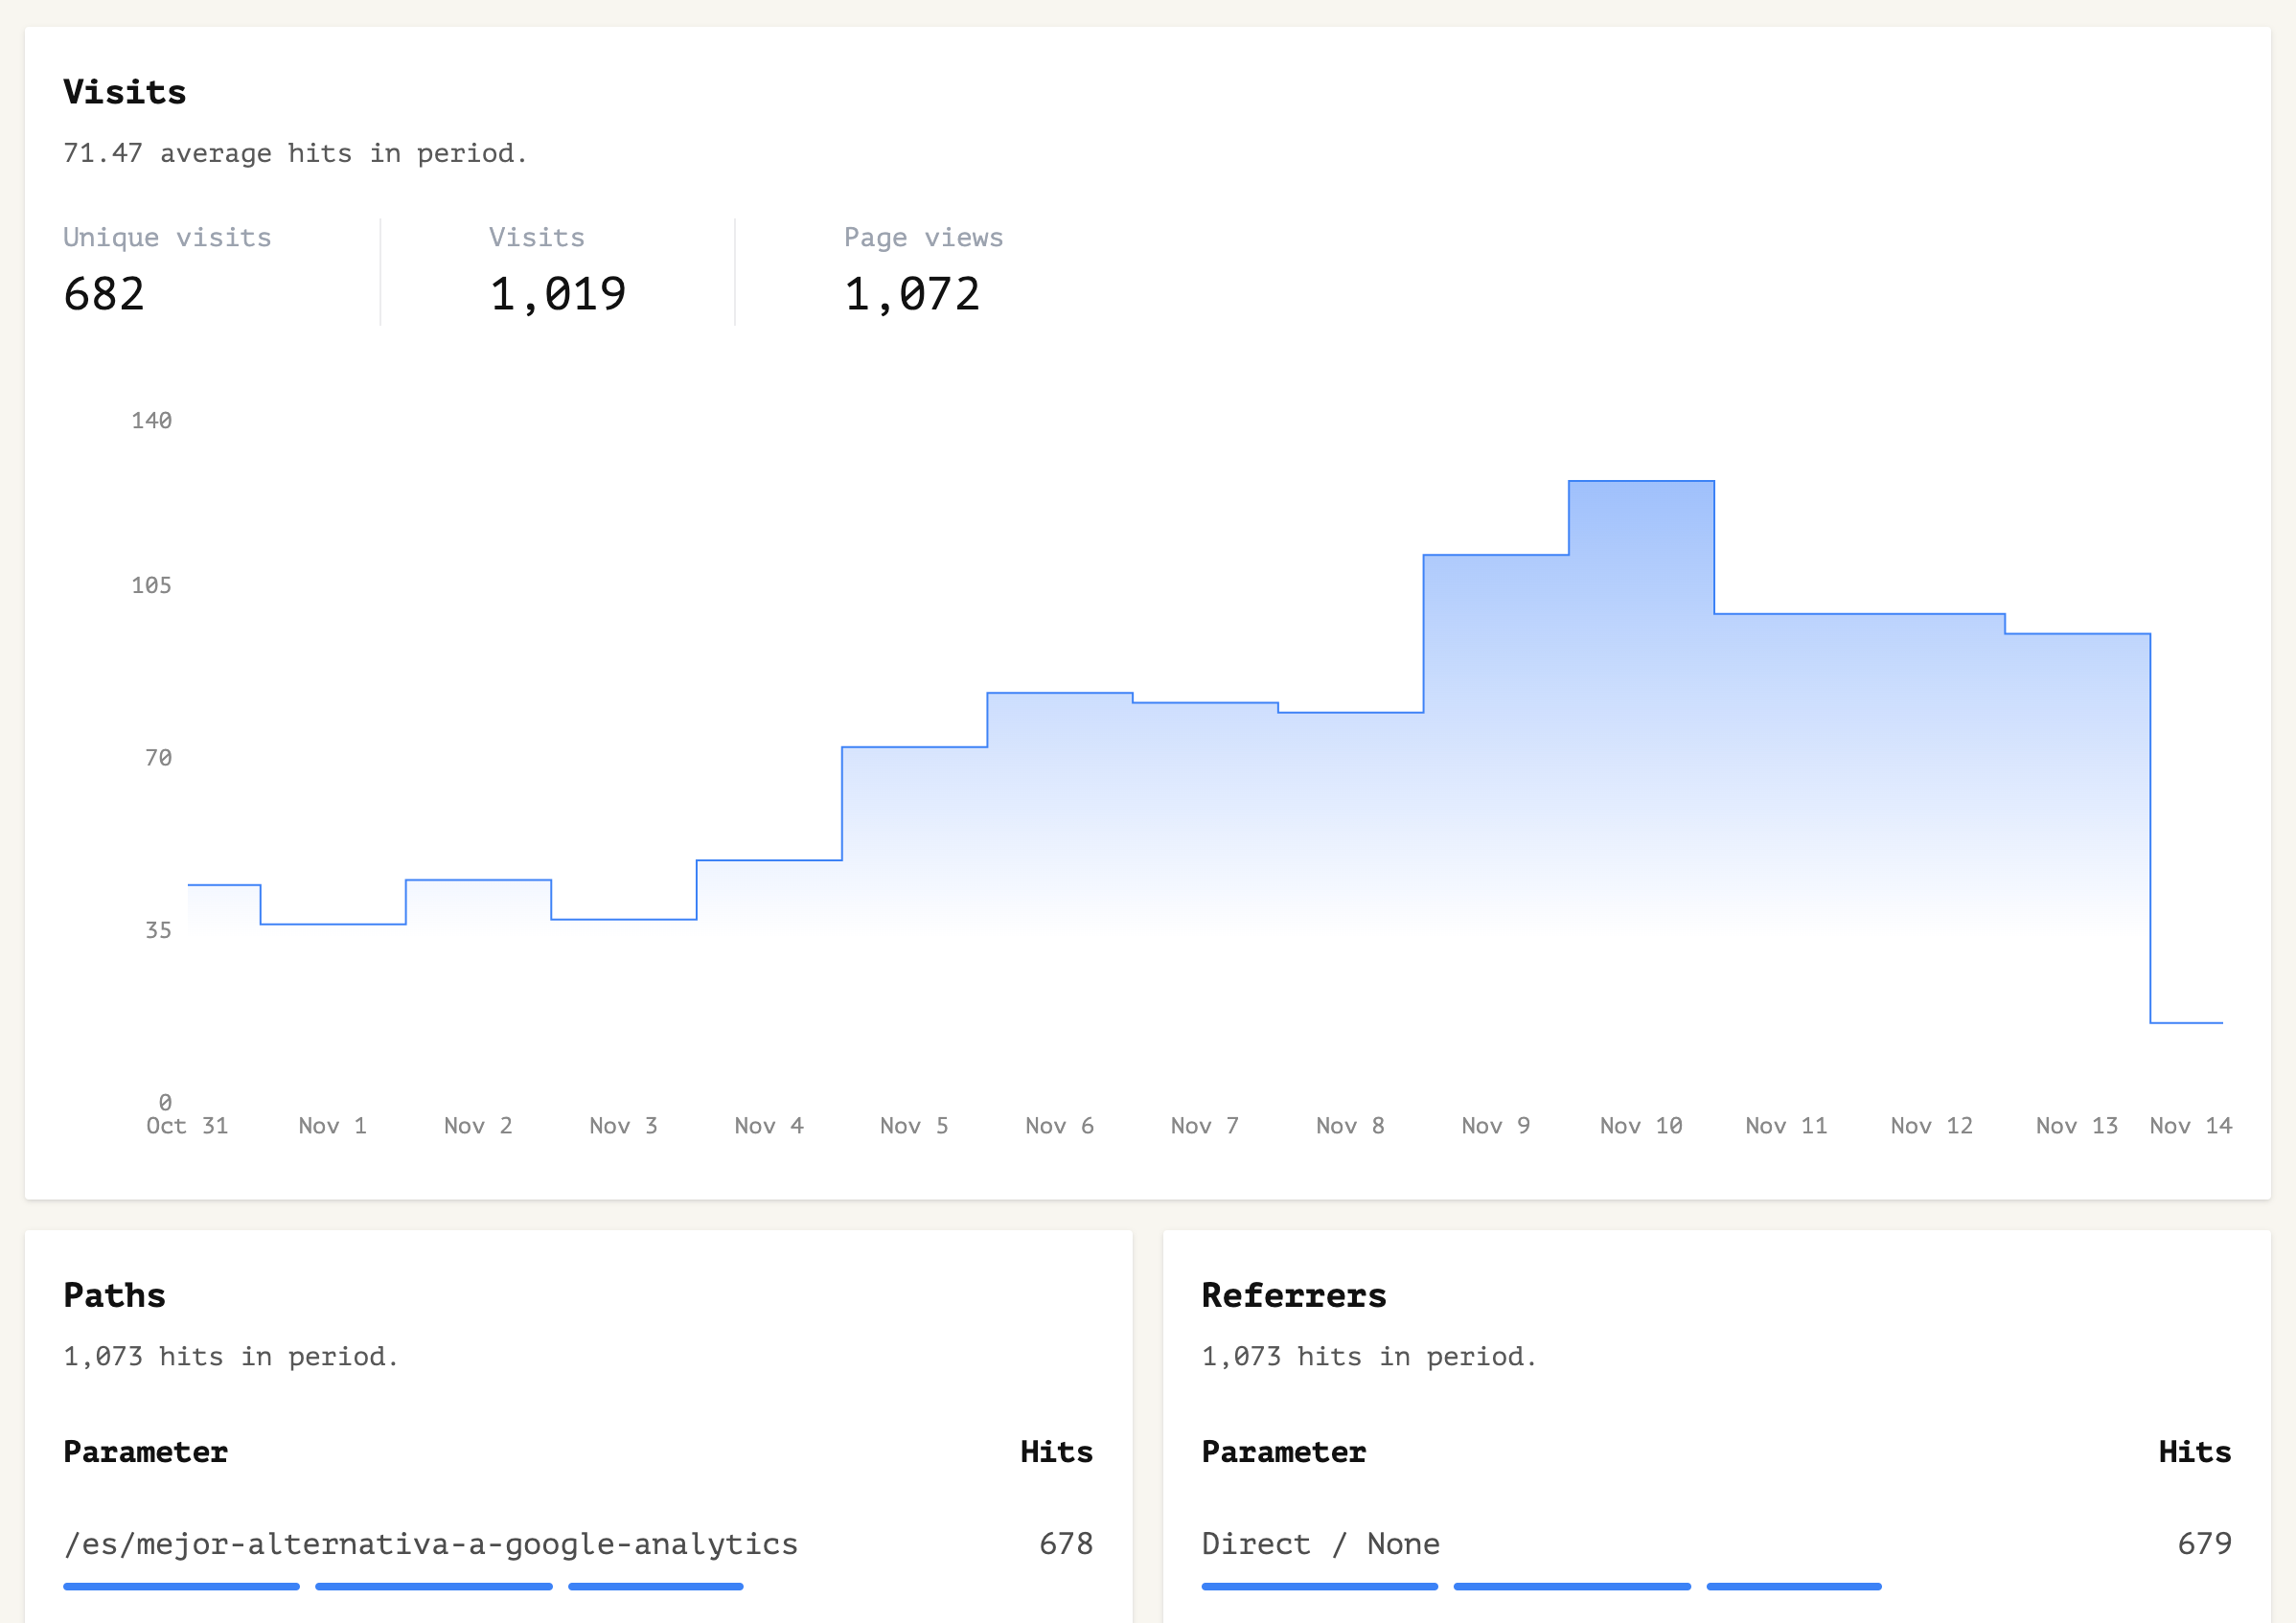 Visits
71.47 average hits in period.
Unique visits Visits Page views
682 1,019 1,072
140
105
70
35
0
Oct 31 Nov 1 Nov 2 Nov 3 Nov 4 Nov 5 Nov 6 Nov 7 Nov 8 Nov 9 Nov 10 Nov 11 Nov 12 Nov 13 Nov 14
Paths
1,073 hits in period.
Parameter Hits
/es/mejor-alternativa-a-google-analytics 678
Referrers
1,073 hits in period.
Parameter Hits
Direct / None 679